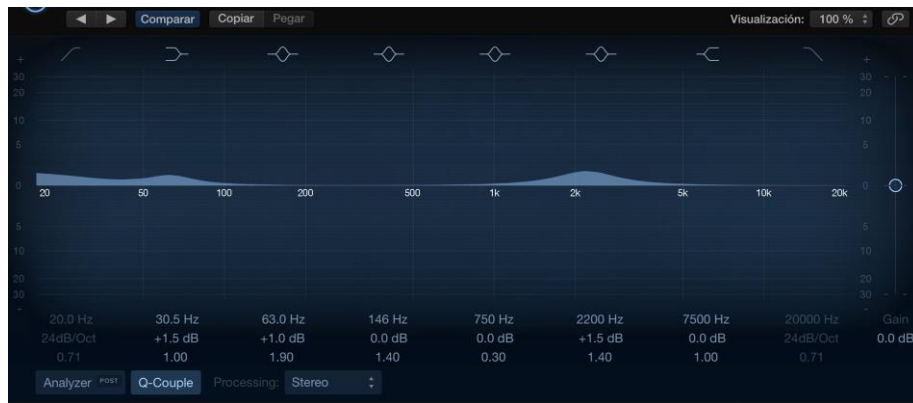 Comparar Copiar Pegar Visualización: 100 %
+ +
30 30
20 20
10 10
5 5
0 0
20 50 100 200 500 1k 2k 5k 10k 20k
5 5
10 10
20 20
30 30
- -
20.0 Hz 30.5 Hz 63.0 Hz 146 Hz 750 Hz 2200 Hz 7500 Hz 20000 Hz Gain
24dB/Oct +1.5 dB +1.0 dB 0.0 dB 0.0 dB +1.5 dB 0.0 dB 24dB/Oct 0.0 dB
0.71 1.00 1.90 1.40 0.30 1.40 1.00 0.71
Analyzer POST Q-Couple Processing: Stereo